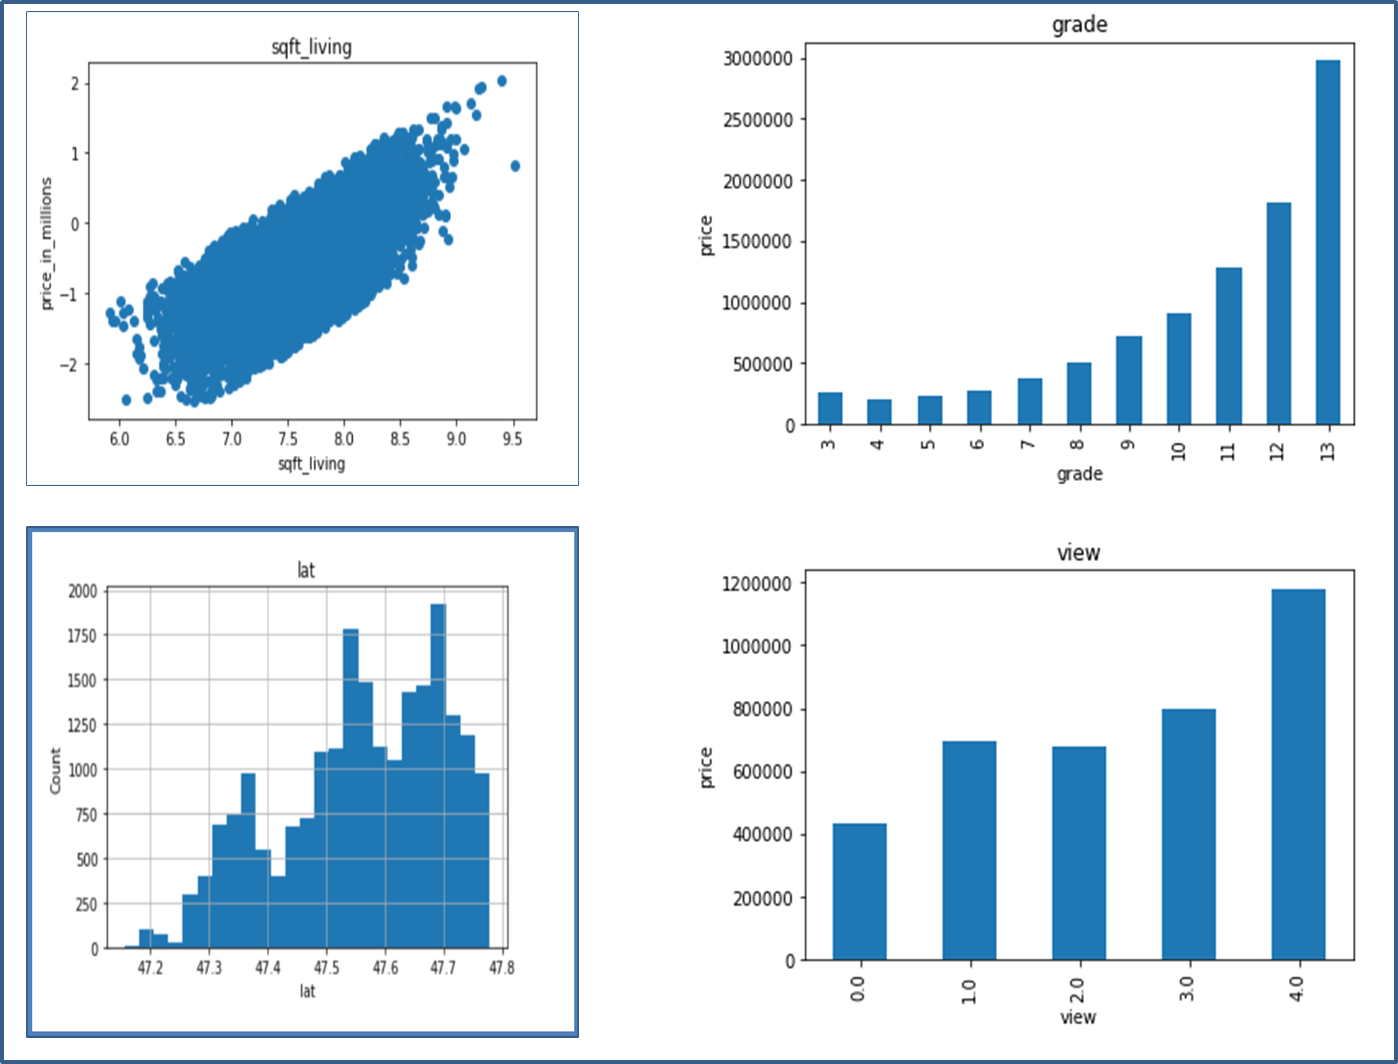 sqft_living
price_in_millions
2
1
0
−1
−2
6.0 6.5 7.0 7.5 8.0 8.5 9.0 9.5
sqft_living
grade
price
3000000
2500000
2000000
1500000
1000000
500000
0
3 4 5 6 7 8 9 10 11 12 13
grade
lat
Count
2000
1750
1500
1250
1000
750
500
250
0
47.2 47.3 47.4 47.5 47.6 47.7 47.8
lat
view
price
1200000
1000000
800000
600000
400000
200000
0
0.0 1.0 2.0 3.0 4.0
view